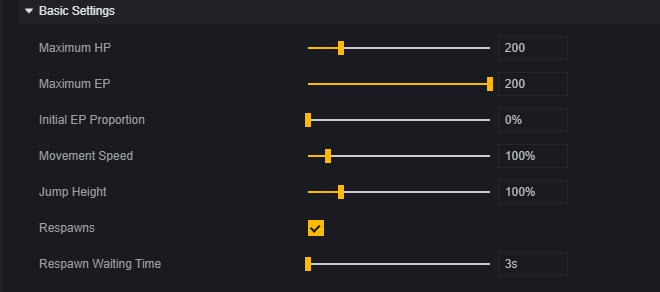 Basic Settings
Maximum HP 200
Maximum EP 200
Initial EP Proportion 0%
Movement Speed 100%
Jump Height 100%
Respawns
Respawn Waiting Time 3s